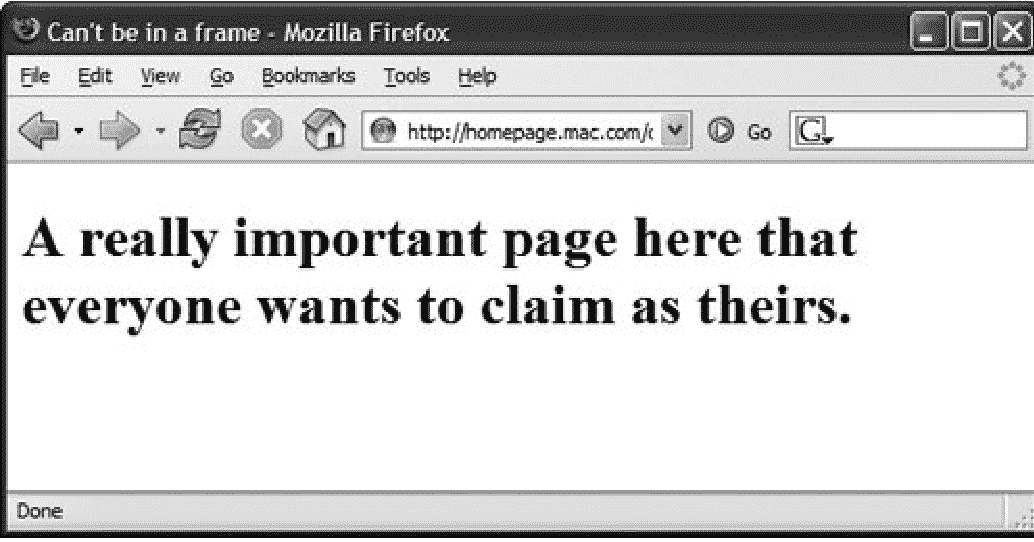 Can't be in a frame - Mozilla Firefox
File Edit View Go Bookmarks Tools Help
http://homepage.mac.com/ Go G
A really important page here that
everyone wants to claim as theirs.
Done